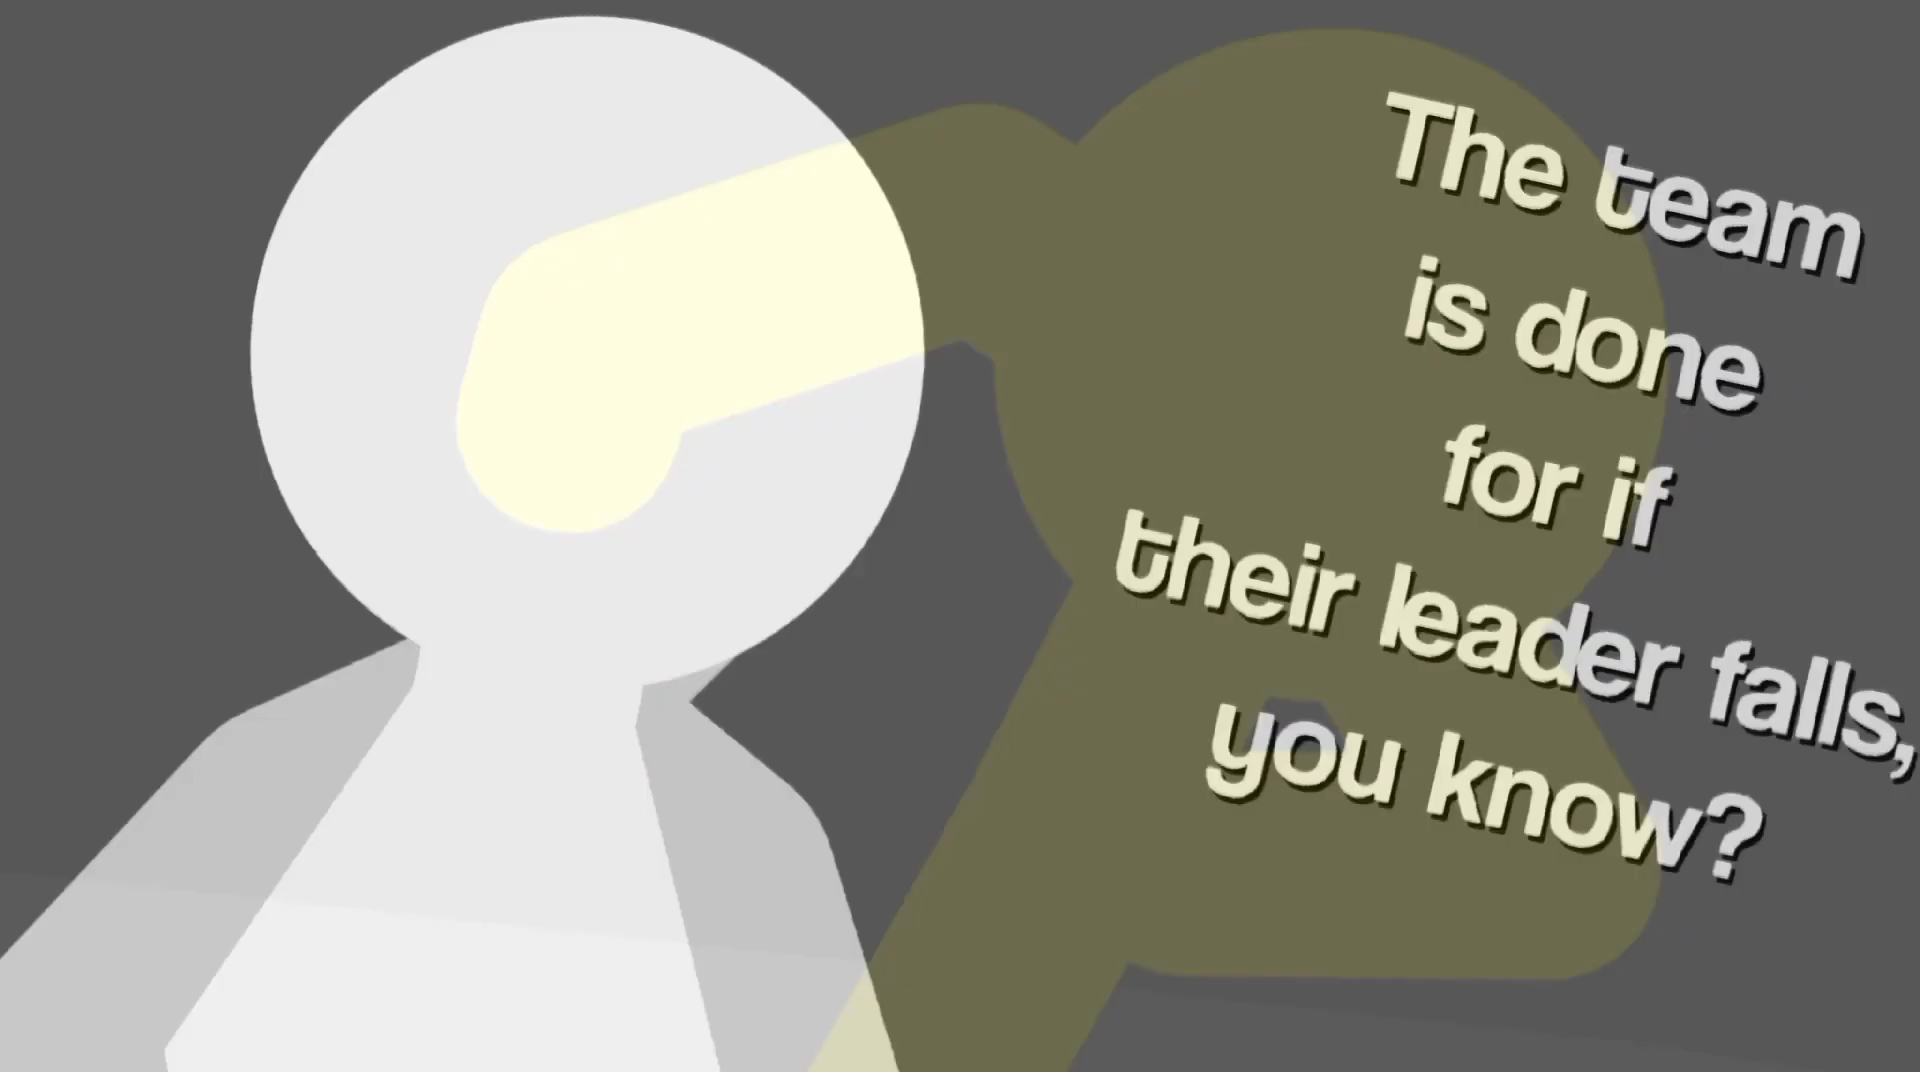 The team
is done
for if
their leader falls,
you know?